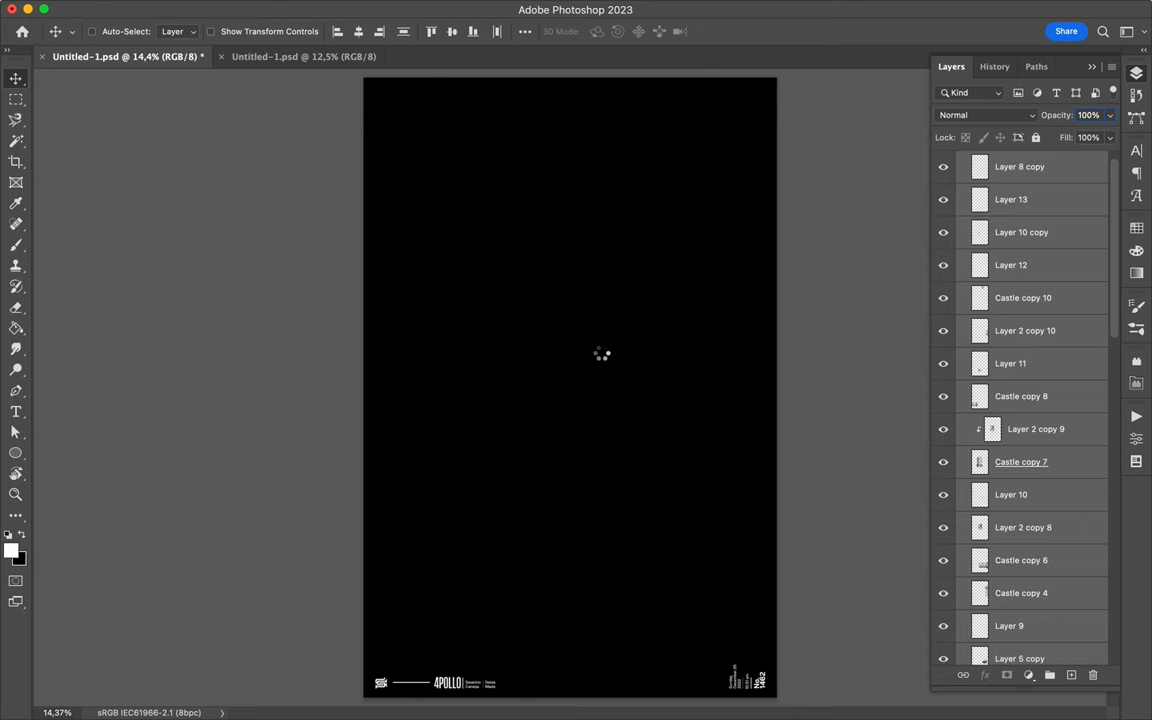 Adobe Photoshop 2023
Auto-Select: Layer Show Transform Controls 3D Mode: Share
Untitled-1.psd @ 14,4% (RGB/8) * Untitled-1.psd @ 12,5% (RGB/8)
Layers History Paths
Kind
Normal Opacity: 100%
Lock: Fill: 100%
Layer 8 copy
Layer 13
Layer 10 copy
Layer 12
Castle copy 10
Layer 2 copy 10
Layer 11
Castle copy 8
Layer 2 copy 9
Castle copy 7
Layer 10
Layer 2 copy 8
Castle copy 6
Castle copy 4
Layer 9
Layer 5 copy
4POLLO
No. 1462
14,37% sRGB IEC61966-2.1 (8bpc)